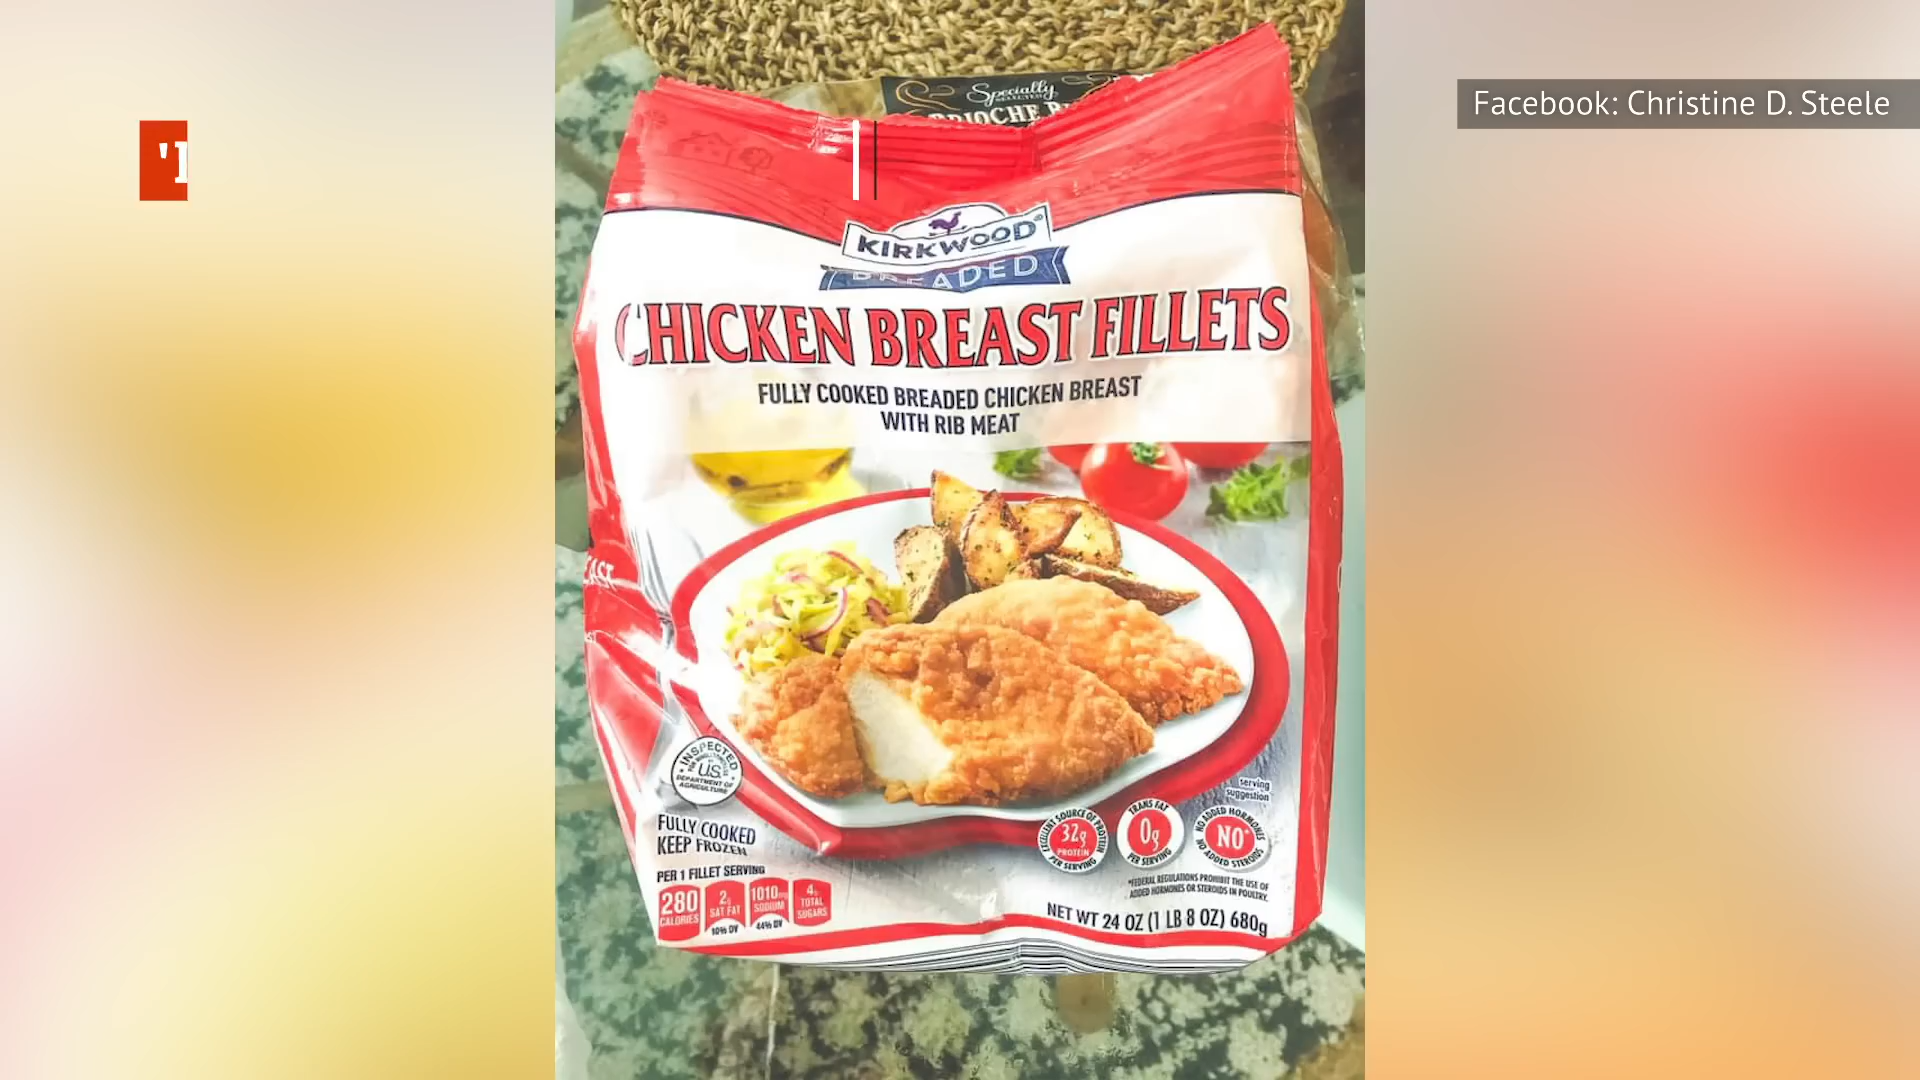 Facebook: Christine D. Steele
'I
Specially
SELECTED
BRIOCHE
KIRKWOOD®
BREADED
CHICKEN BREAST FILLETS
FULLY COOKED BREADED CHICKEN BREAST
WITH RIB MEAT
EAST
INSPECTED
U.S.
DEPARTMENT OF
AGRICULTURE
serving
suggestion
EXCELLENT SOURCE OF PROTEIN
32g
PROTEIN
PER SERVING
TRANS FAT
0g
PER SERVING
NO ADDED HORMONES
NO*
NO ADDED STEROIDS
*FEDERAL REGULATIONS PROHIBIT THE USE OF
ADDED HORMONES OR STEROIDS IN POULTRY.
FULLY COOKED
KEEP FROZEN
PER 1 FILLET SERVING
280
CALORIES
2g
SAT FAT
10% DV
1010mg
SODIUM
44% DV
4g
TOTAL
SUGARS
NET WT 24 OZ (1 LB 8 OZ) 680g